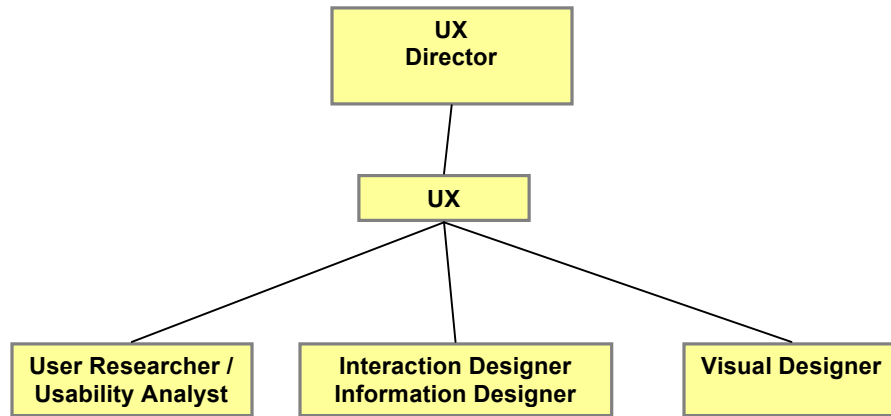 UX
Director
UX
User Researcher /
Usability Analyst
Interaction Designer
Information Designer
Visual Designer